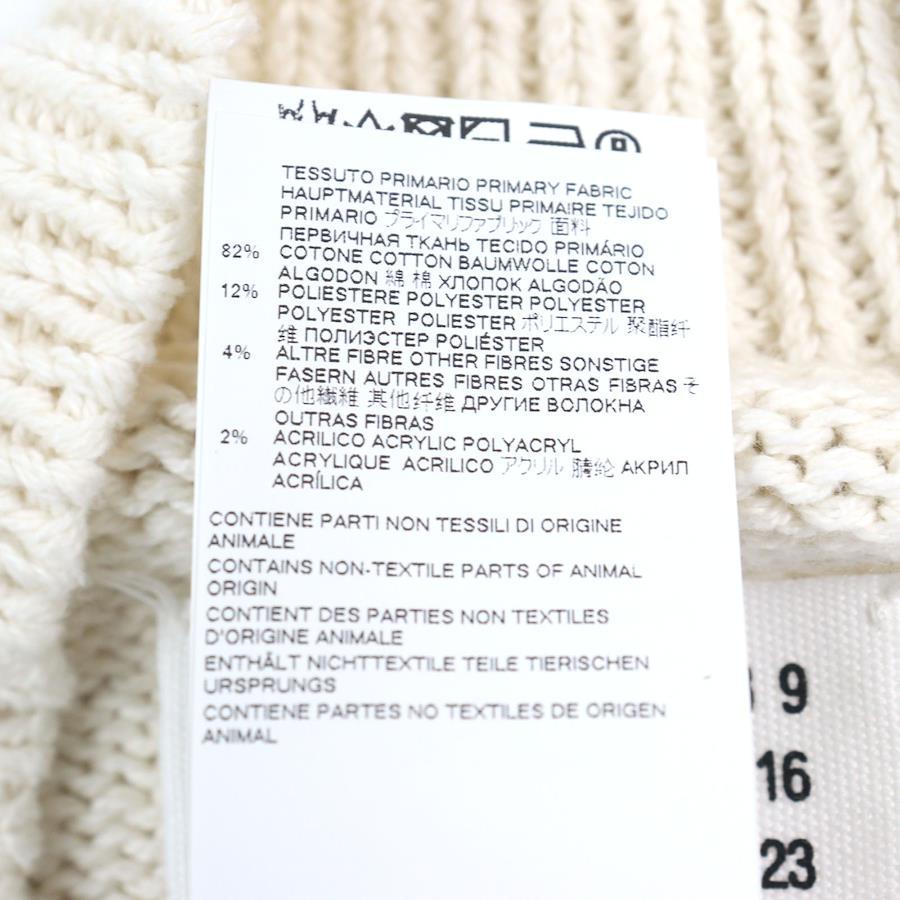 TESSUTO PRIMARIO PRIMARY FABRIC
HAUPTMATERIAL TISSU PRIMAIRE TEJIDO
PRIMARIO プライマリファブリック 面料
ПЕРВИЧНАЯ ТКАНЬ TECIDO PRIMÁRIO
82% COTONE COTTON BAUMWOLLE COTON
ALGODON 綿 棉 ХЛОПОК ALGODÃO
12% POLIESTERE POLYESTER POLYESTER
POLYESTER POLIESTER ポリエステル 聚酯纤
维 ПОЛИЭСТЕР POLIÉSTER
4% ALTRE FIBRE OTHER FIBRES SONSTIGE
FASERN AUTRES FIBRES OTRAS FIBRAS そ
の他繊維 其他纤维 ДРУГИЕ ВОЛОКНА
OUTRAS FIBRAS
2% ACRILICO ACRYLIC POLYACRYL
ACRYLIQUE ACRILICO アクリル 腈纶 АКРИЛ
ACRÍLICA
CONTIENE PARTI NON TESSILI DI ORIGINE
ANIMALE
CONTAINS NON-TEXTILE PARTS OF ANIMAL
ORIGIN
CONTIENT DES PARTIES NON TEXTILES
D'ORIGINE ANIMALE
ENTHÄLT NICHTTEXTILE TEILE TIERISCHEN
URSPRUNGS
CONTIENE PARTES NO TEXTILES DE ORIGEN
ANIMAL
9
16
23